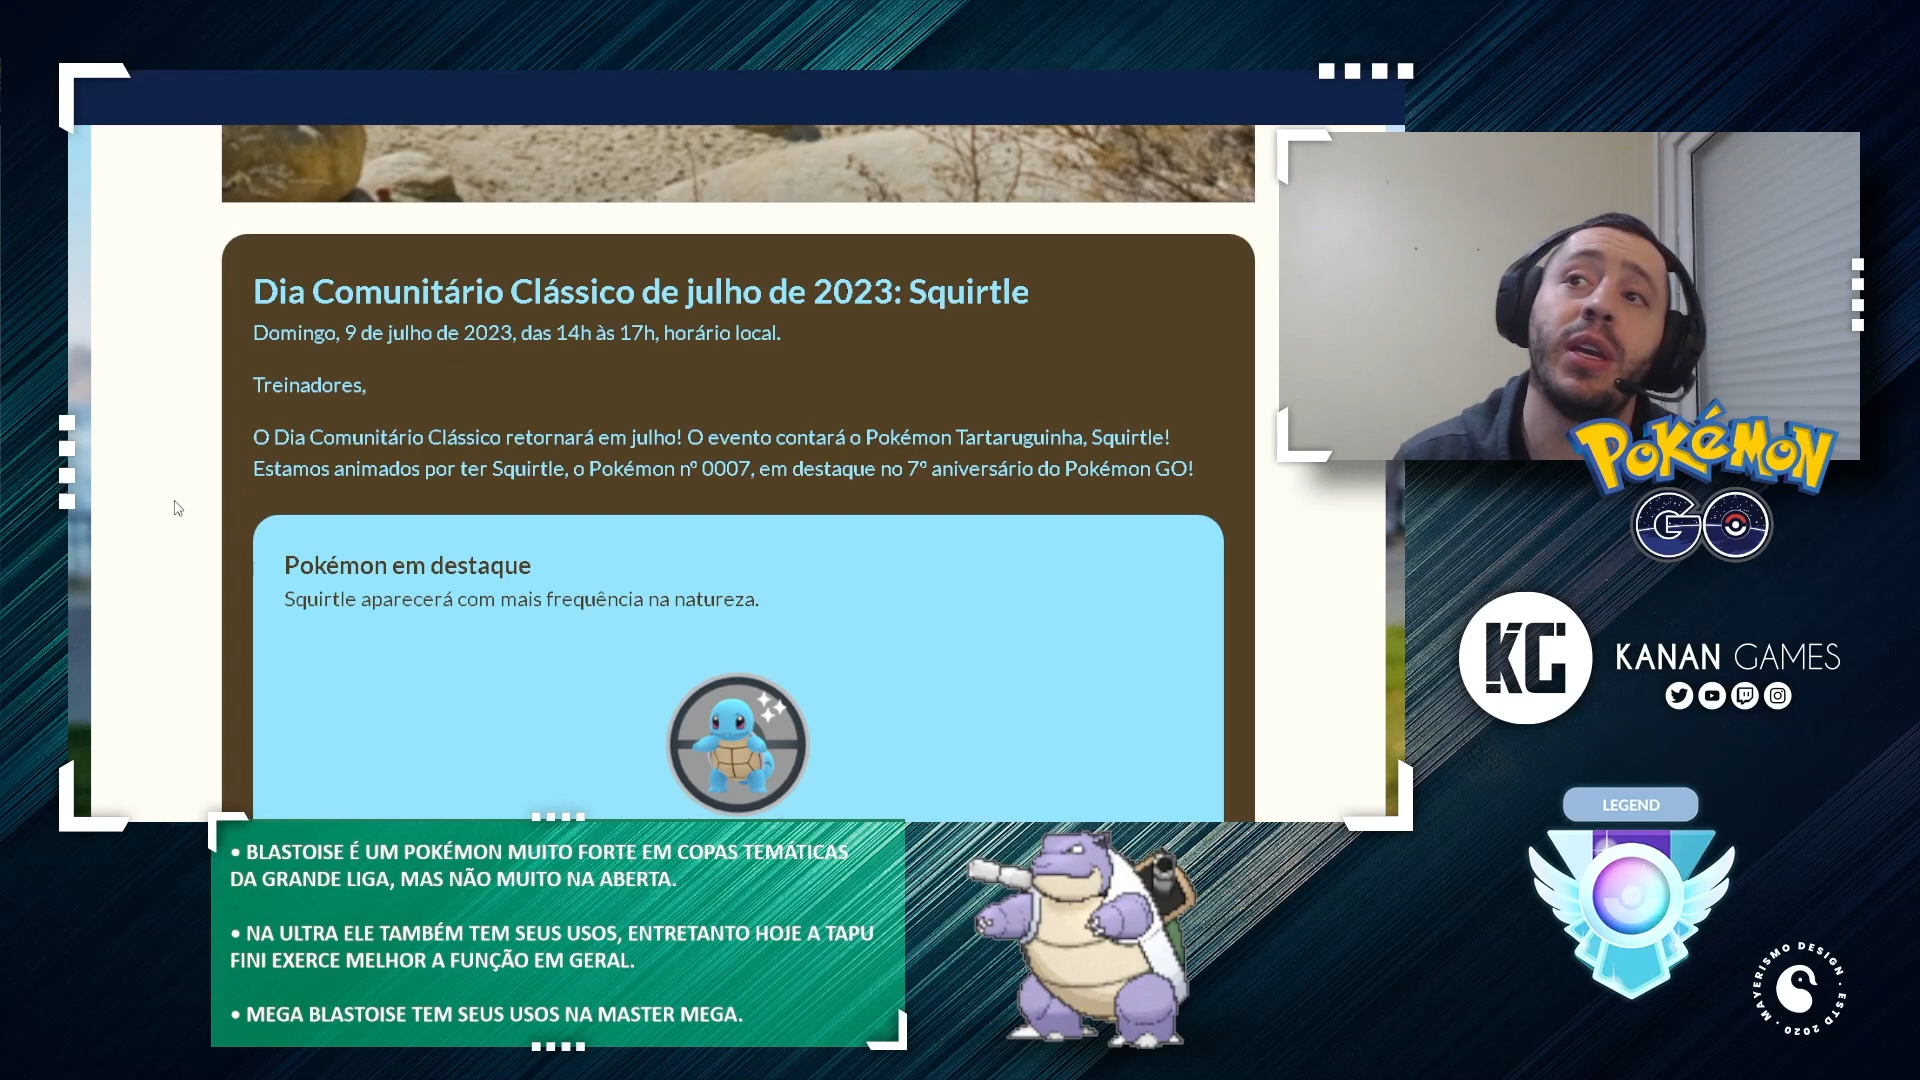 Dia Comunitário Clássico de julho de 2023: Squirtle
Domingo, 9 de julho de 2023, das 14h às 17h, horário local.
Treinadores,
O Dia Comunitário Clássico retornará em julho! O evento contará o Pokémon Tartaruguinha, Squirtle!
Estamos animados por ter Squirtle, o Pokémon nº 0007, em destaque no 7º aniversário do Pokémon GO!
Pokémon em destaque
Squirtle aparecerá com mais frequência na natureza.
POKéMON
GO
KG
KANAN GAMES
LEGEND
• BLASTOISE É UM POKÉMON MUITO FORTE EM COPAS TEMÁTICAS
DA GRANDE LIGA, MAS NÃO MUITO NA ABERTA.
• NA ULTRA ELE TAMBÉM TEM SEUS USOS, ENTRETANTO HOJE A TAPU
FINI EXERCE MELHOR A FUNÇÃO EM GERAL.
• MEGA BLASTOISE TEM SEUS USOS NA MASTER MEGA.
MAYERISMO DESIGN · ESTD 2020 ·